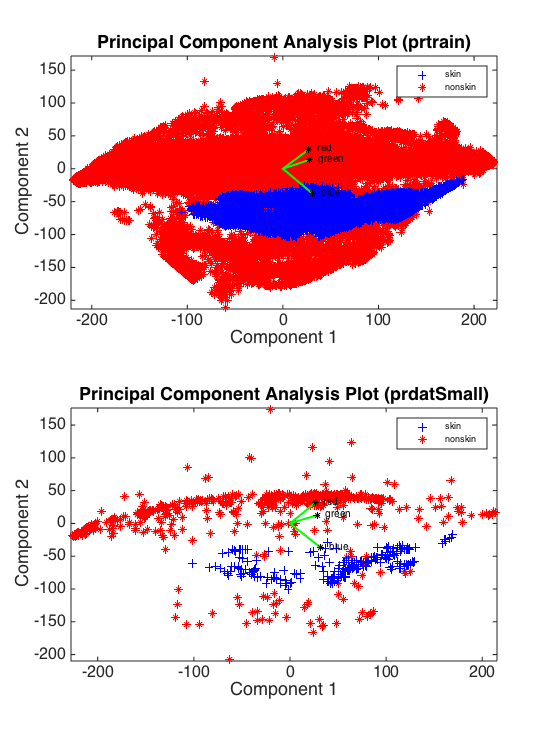 Principal Component Analysis Plot (prtrain)
150
100
50
0
-50
-100
-150
-200
Component 2
skin
nonskin
red
green
blue
-200
-100
0
100
200
Component 1
Principal Component Analysis Plot (prdatSmall)
150
100
50
0
-50
-100
-150
-200
Component 2
skin
nonskin
red
green
blue
-200
-100
0
100
200
Component 1